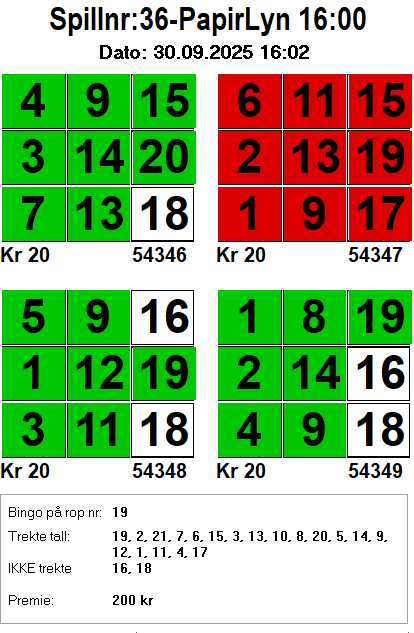 Spillnr:36-PapirLyn 16:00
Dato: 30.09.2025 16:02
4 9 15
3 14 20
7 13 18
Kr 20 54346
6 11 15
2 13 19
1 9 17
Kr 20 54347
5 9 16
1 12 19
3 11 18
Kr 20 54348
1 8 19
2 14 16
4 9 18
Kr 20 54349
Bingo på rop nr: 19
Trekte tall: 19, 2, 21, 7, 6, 15, 3, 13, 10, 8, 20, 5, 14, 9,
12, 1, 11, 4, 17
IKKE trekte 16, 18
Premie: 200 kr